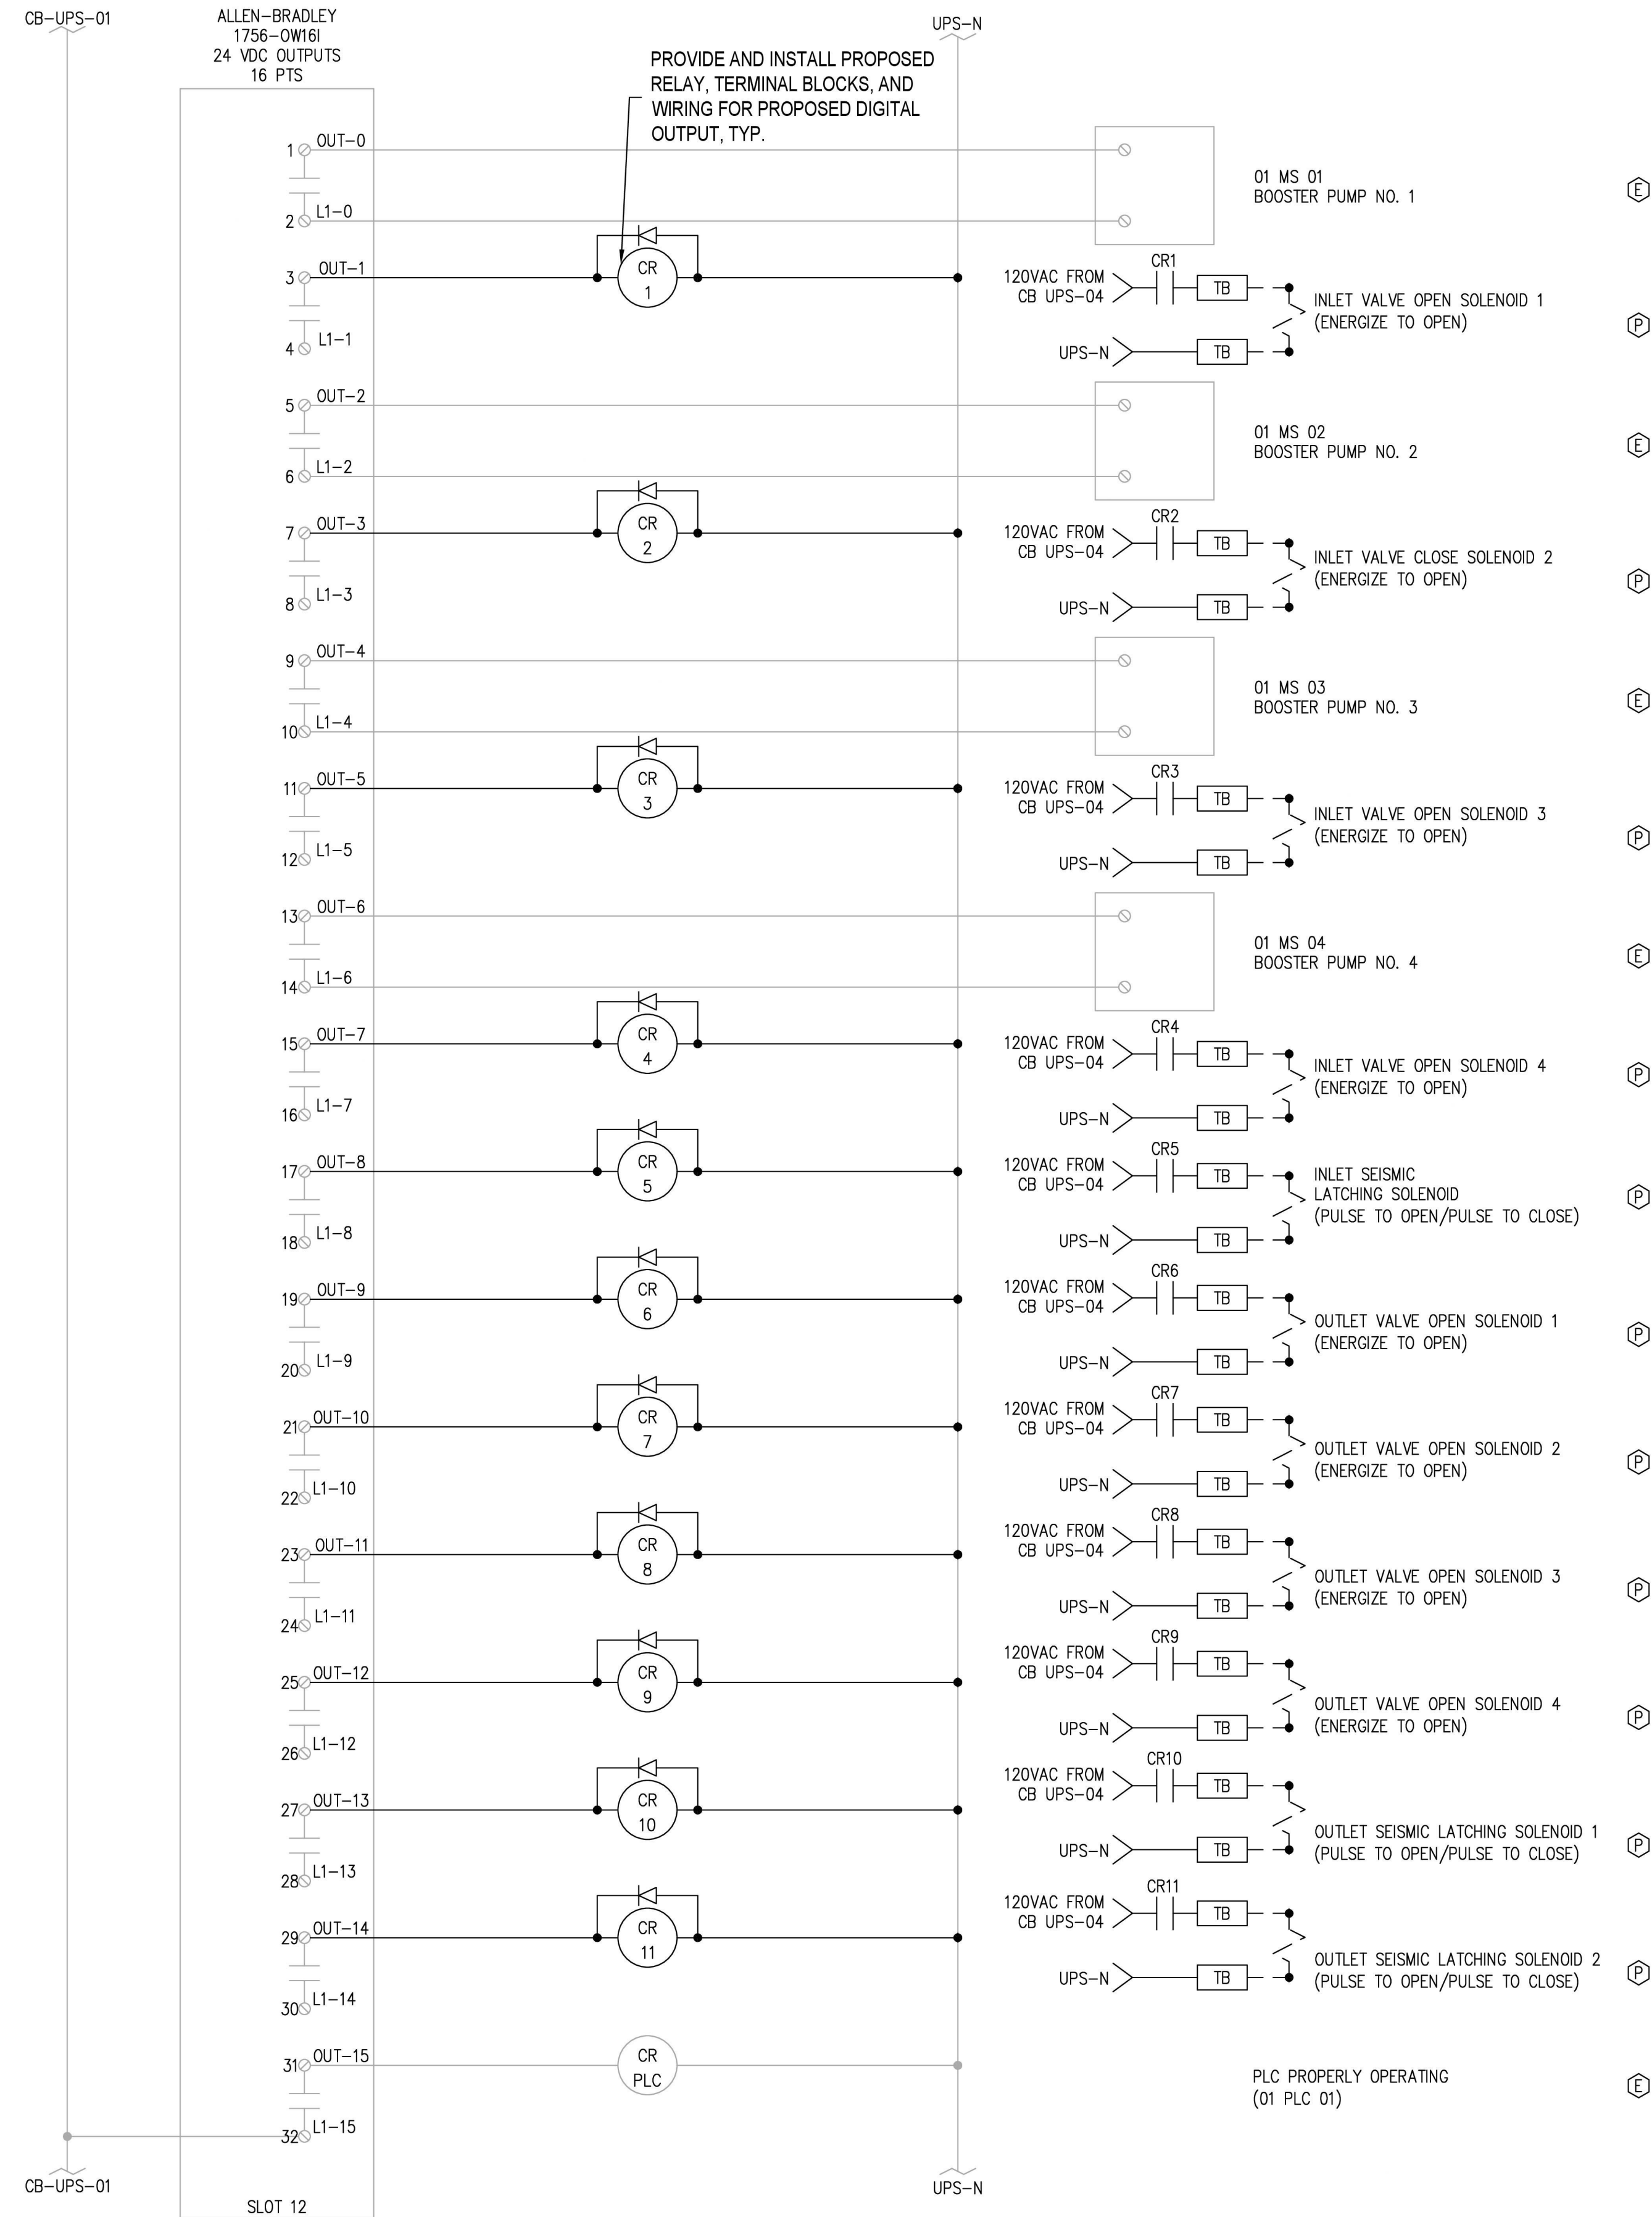 CB-UPS-01
ALLEN-BRADLEY
1756-OW16I
24 VDC OUTPUTS
16 PTS
UPS-N
PROVIDE AND INSTALL PROPOSED
RELAY, TERMINAL BLOCKS, AND
WIRING FOR PROPOSED DIGITAL
OUTPUT, TYP.
1 OUT-0
2 L1-0
01 MS 01
BOOSTER PUMP NO. 1
E
3 OUT-1
4 L1-1
CR
1
120VAC FROM
CB UPS-04
CR1
TB
UPS-N
TB
INLET VALVE OPEN SOLENOID 1
(ENERGIZE TO OPEN)
P
5 OUT-2
6 L1-2
01 MS 02
BOOSTER PUMP NO. 2
E
7 OUT-3
8 L1-3
CR
2
120VAC FROM
CB UPS-04
CR2
TB
UPS-N
TB
INLET VALVE CLOSE SOLENOID 2
(ENERGIZE TO OPEN)
P
9 OUT-4
10 L1-4
01 MS 03
BOOSTER PUMP NO. 3
E
11 OUT-5
12 L1-5
CR
3
120VAC FROM
CB UPS-04
CR3
TB
UPS-N
TB
INLET VALVE OPEN SOLENOID 3
(ENERGIZE TO OPEN)
P
13 OUT-6
14 L1-6
01 MS 04
BOOSTER PUMP NO. 4
E
15 OUT-7
16 L1-7
CR
4
120VAC FROM
CB UPS-04
CR4
TB
UPS-N
TB
INLET VALVE OPEN SOLENOID 4
(ENERGIZE TO OPEN)
P
17 OUT-8
18 L1-8
CR
5
120VAC FROM
CB UPS-04
CR5
TB
UPS-N
TB
INLET SEISMIC
LATCHING SOLENOID
(PULSE TO OPEN/PULSE TO CLOSE)
P
19 OUT-9
20 L1-9
CR
6
120VAC FROM
CB UPS-04
CR6
TB
UPS-N
TB
OUTLET VALVE OPEN SOLENOID 1
(ENERGIZE TO OPEN)
P
21 OUT-10
22 L1-10
CR
7
120VAC FROM
CB UPS-04
CR7
TB
UPS-N
TB
OUTLET VALVE OPEN SOLENOID 2
(ENERGIZE TO OPEN)
P
23 OUT-11
24 L1-11
CR
8
120VAC FROM
CB UPS-04
CR8
TB
UPS-N
TB
OUTLET VALVE OPEN SOLENOID 3
(ENERGIZE TO OPEN)
P
25 OUT-12
26 L1-12
CR
9
120VAC FROM
CB UPS-04
CR9
TB
UPS-N
TB
OUTLET VALVE OPEN SOLENOID 4
(ENERGIZE TO OPEN)
P
27 OUT-13
28 L1-13
CR
10
120VAC FROM
CB UPS-04
CR10
TB
UPS-N
TB
OUTLET SEISMIC LATCHING SOLENOID 1
(PULSE TO OPEN/PULSE TO CLOSE)
P
29 OUT-14
30 L1-14
CR
11
120VAC FROM
CB UPS-04
CR11
TB
UPS-N
TB
OUTLET SEISMIC LATCHING SOLENOID 2
(PULSE TO OPEN/PULSE TO CLOSE)
P
31 OUT-15
32 L1-15
CR
PLC
PLC PROPERLY OPERATING
(01 PLC 01)
E
CB-UPS-01
UPS-N
SLOT 12